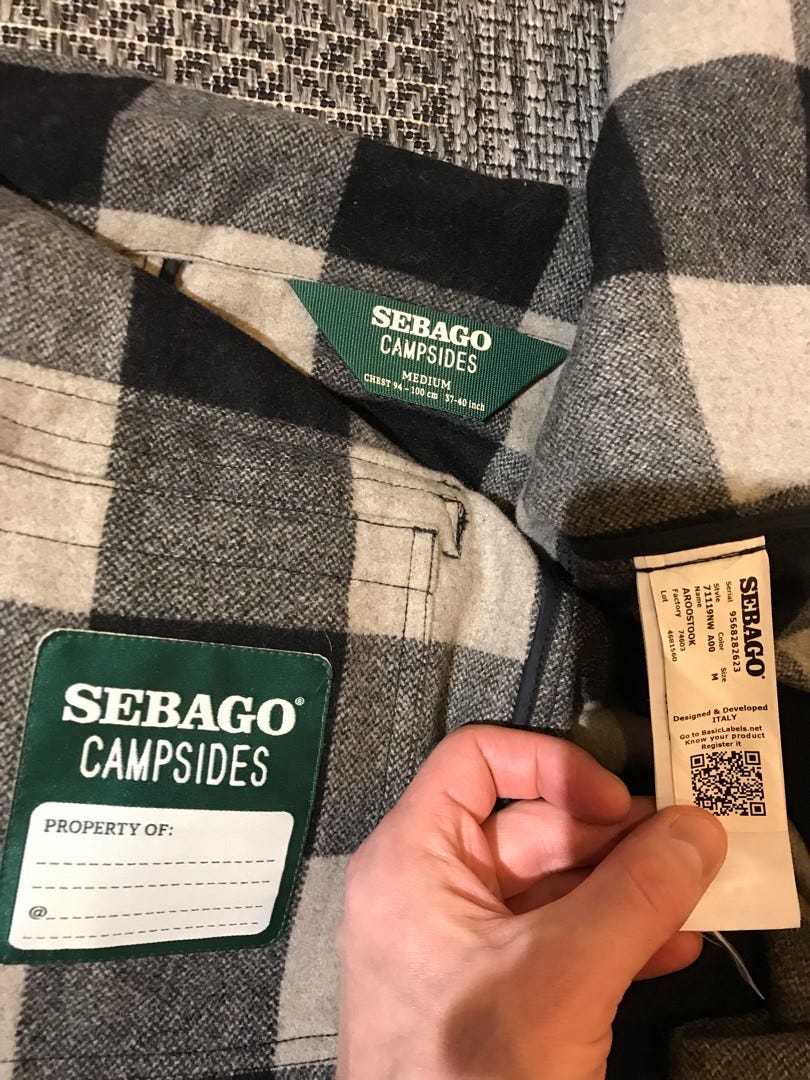 SEBAGO
CAMPSIDES
MEDIUM
CHEST 94 - 100 cm 37-40 inch
SEBAGO®
CAMPSIDES
PROPERTY OF:
@
SEBAGO®
Serial 9568282623
Style Color Size
71119NW A00 M
Name
AROOSTOOK
Factory 74603
Lot 4681560
Designed & Developed
ITALY
Go to BasicLabels.net
Know your product
Register it